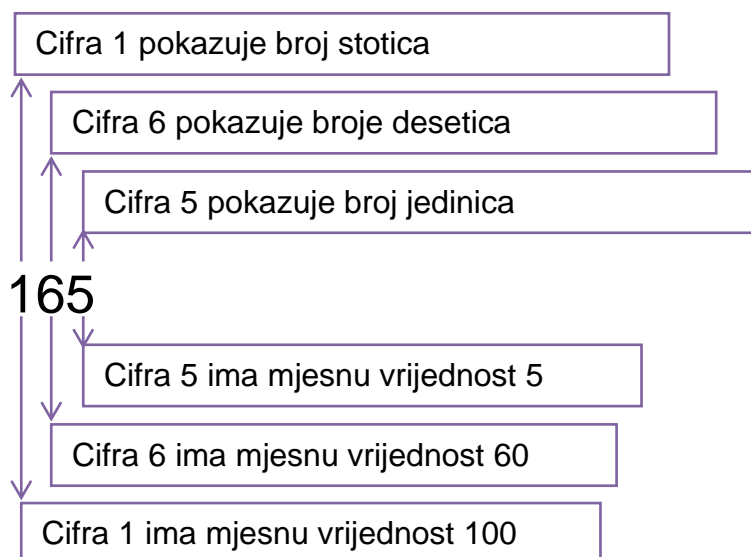 Cifra 1 pokazuje broj stotica
Cifra 6 pokazuje broje desetica
Cifra 5 pokazuje broj jedinica
165
Cifra 5 ima mjesnu vrijednost 5
Cifra 6 ima mjesnu vrijednost 60
Cifra 1 ima mjesnu vrijednost 100